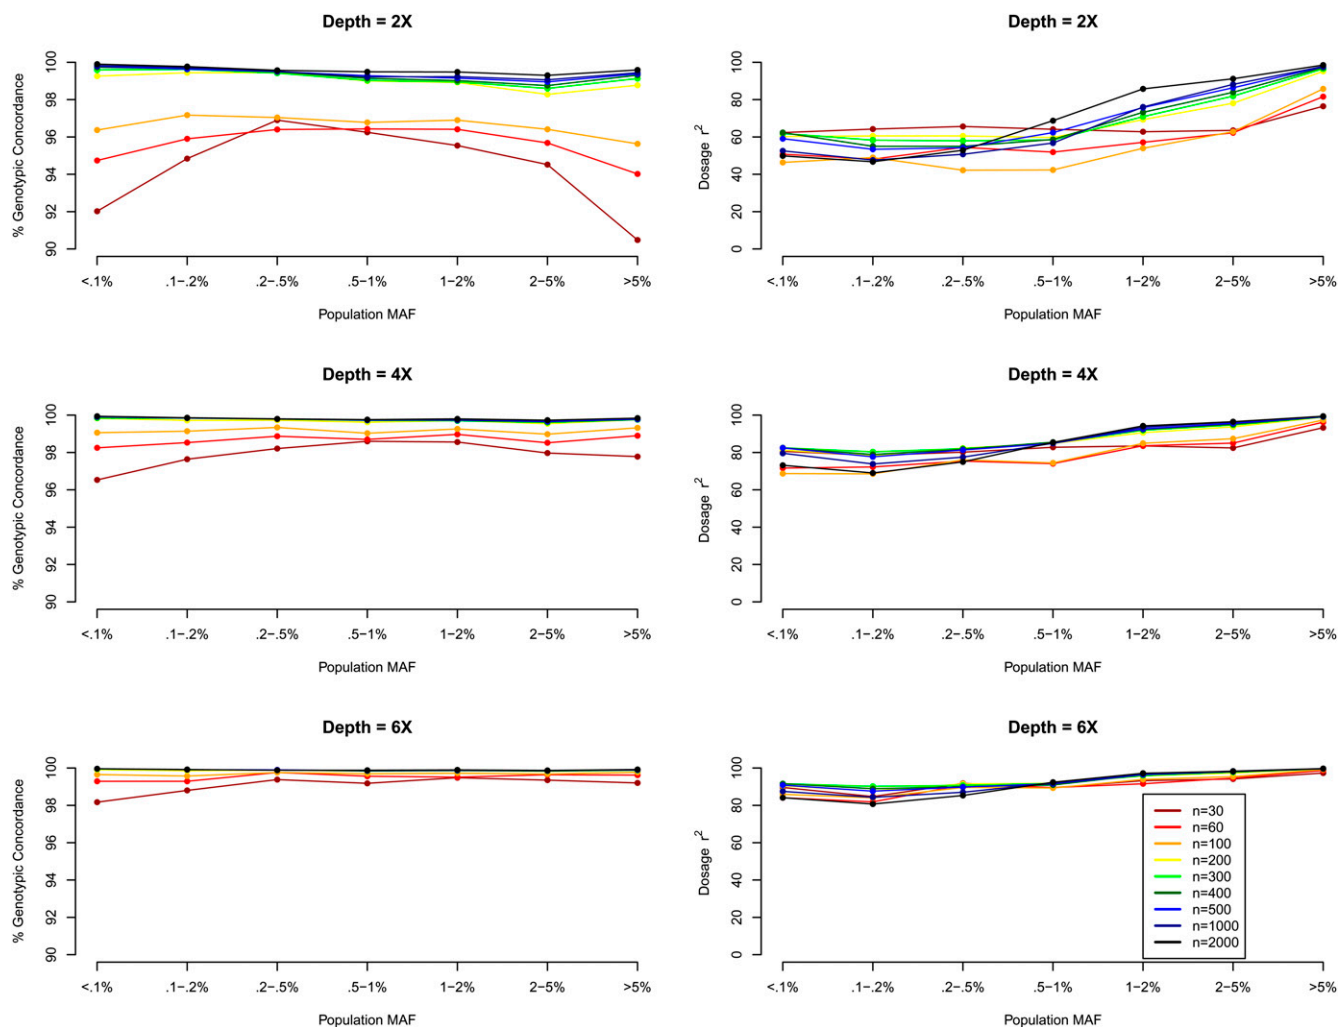 Depth = 2X
% Genotypic Concordance
100
98
96
94
92
90
<.1% .1−.2% .2−.5% .5−1% 1−2% 2−5% >5%
Population MAF
Depth = 2X
Dosage r²
100
80
60
40
20
0
<.1% .1−.2% .2−.5% .5−1% 1−2% 2−5% >5%
Population MAF
Depth = 4X
% Genotypic Concordance
100
98
96
94
92
90
<.1% .1−.2% .2−.5% .5−1% 1−2% 2−5% >5%
Population MAF
Depth = 4X
Dosage r²
100
80
60
40
20
0
<.1% .1−.2% .2−.5% .5−1% 1−2% 2−5% >5%
Population MAF
Depth = 6X
% Genotypic Concordance
100
98
96
94
92
90
<.1% .1−.2% .2−.5% .5−1% 1−2% 2−5% >5%
Population MAF
Depth = 6X
Dosage r²
100
80
60
40
20
0
n=30
n=60
n=100
n=200
n=300
n=400
n=500
n=1000
n=2000
<.1% .1−.2% .2−.5% .5−1% 1−2% 2−5% >5%
Population MAF